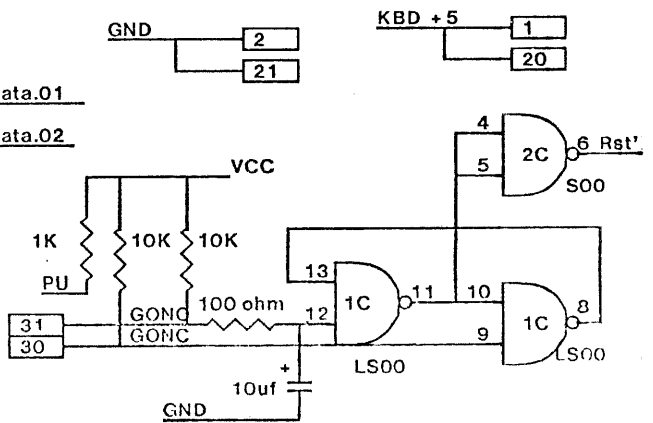 GND
2
21
KBD +5
1
20
ata.01
ata.02
VCC
1K
10K
10K
PU
4
5
6 Rst'
2C
S00
13
12
1C
11
LS00
10
9
1C
8
LS00
31
GONC
100 ohm
30
GONC
+
10uf
GND